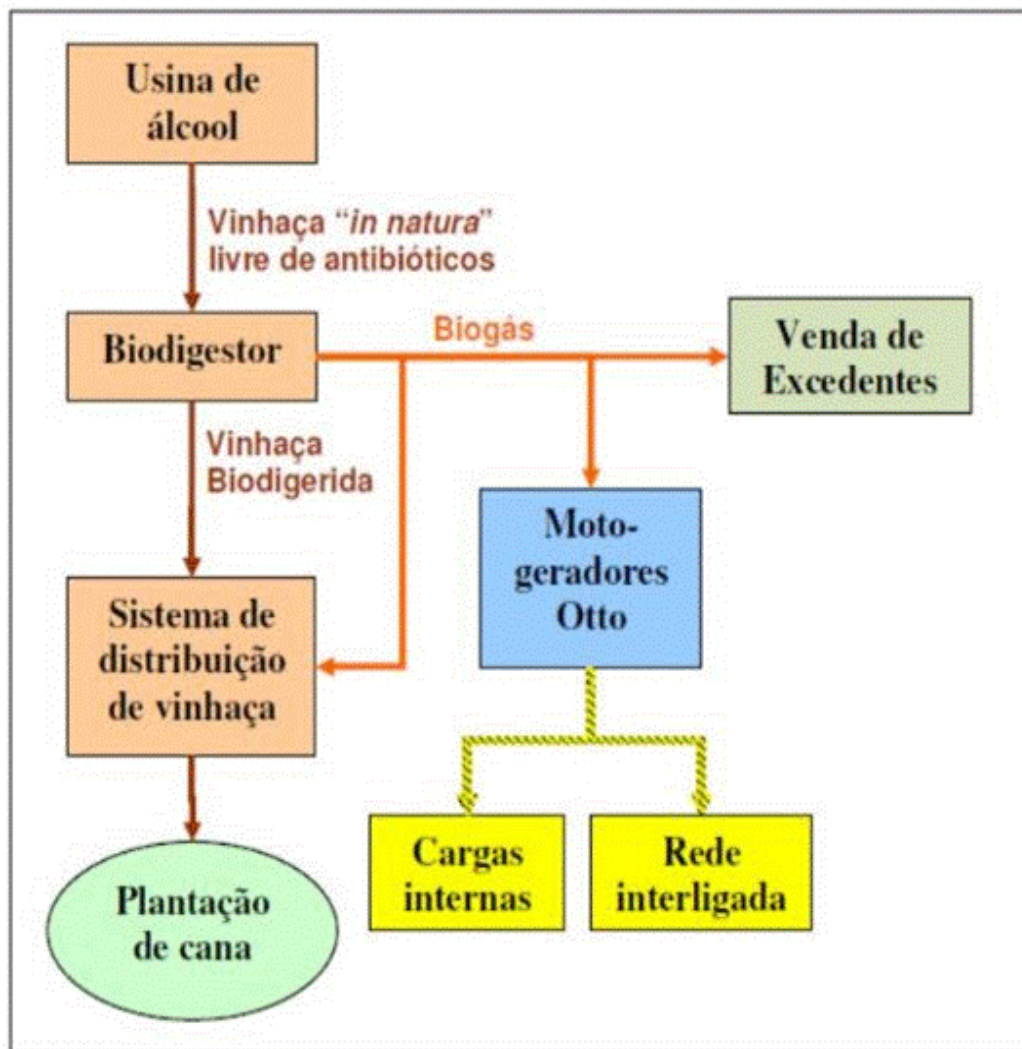 Usina de
álcool
Vinhaça “in natura”
livre de antibióticos
Biodigestor
Biogás
Venda de
Excedentes
Vinhaça
Biodigerida
Moto-
geradores
Otto
Sistema de
distribuição
de vinhaça
Cargas
internas
Rede
interligada
Plantação
de cana